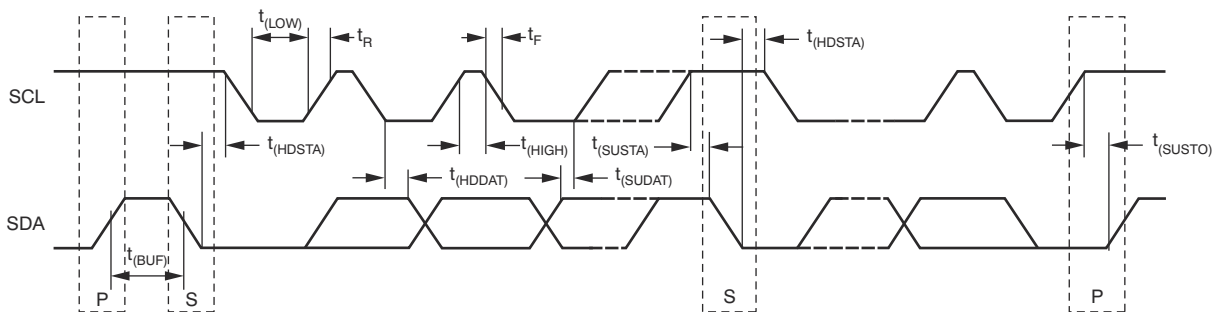 t(LOW)
tR
tF
t(HDSTA)
SCL
t(HDSTA)
t(HIGH)
t(SUSTA)
t(SUSTO)
t(HDDAT)
t(SUDAT)
SDA
t(BUF)
P
S
S
P